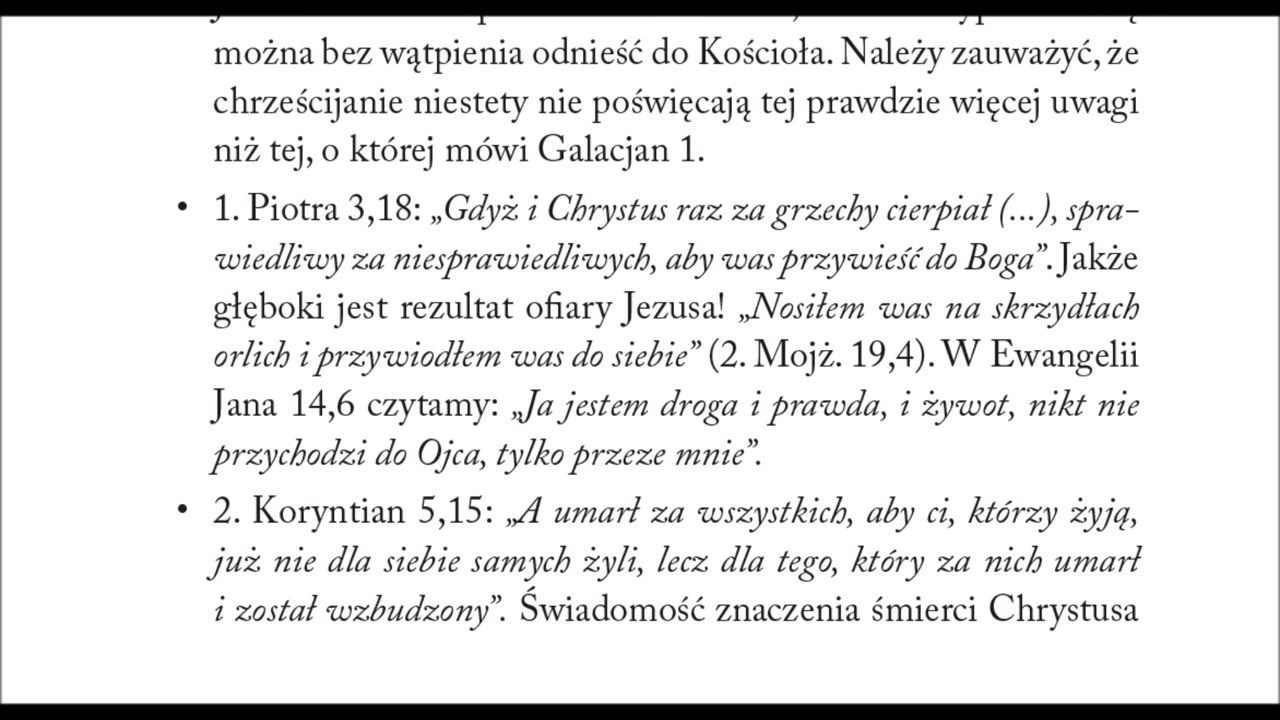 można bez wątpienia odnieść do Kościoła. Należy zauważyć, że
chrześcijanie niestety nie poświęcają tej prawdzie więcej uwagi
niż tej, o której mówi Galacjan 1.
• 1. Piotra 3,18: „Gdyż i Chrystus raz za grzechy cierpiał (...), spra-
wiedliwy za niesprawiedliwych, aby was przywieść do Boga”. Jakże
głęboki jest rezultat ofiary Jezusa! „Nosiłem was na skrzydłach
orlich i przywiodłem was do siebie” (2. Mojż. 19,4). W Ewangelii
Jana 14,6 czytamy: „Ja jestem droga i prawda, i żywot, nikt nie
przychodzi do Ojca, tylko przeze mnie”.
• 2. Koryntian 5,15: „A umarł za wszystkich, aby ci, którzy żyją,
już nie dla siebie samych żyli, lecz dla tego, który za nich umarł
i został wzbudzony”. Świadomość znaczenia śmierci Chrystusa